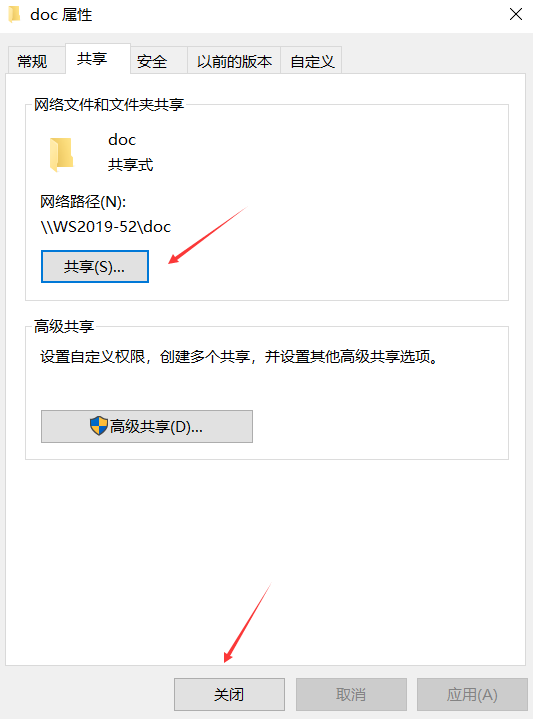 doc 属性
常规 共享 安全 以前的版本 自定义
网络文件和文件夹共享
doc
共享式
网络路径(N):
\\WS2019-52\doc
共享(S)...
高级共享
设置自定义权限，创建多个共享，并设置其他高级共享选项。
高级共享(D)...
关闭 取消 应用(A)